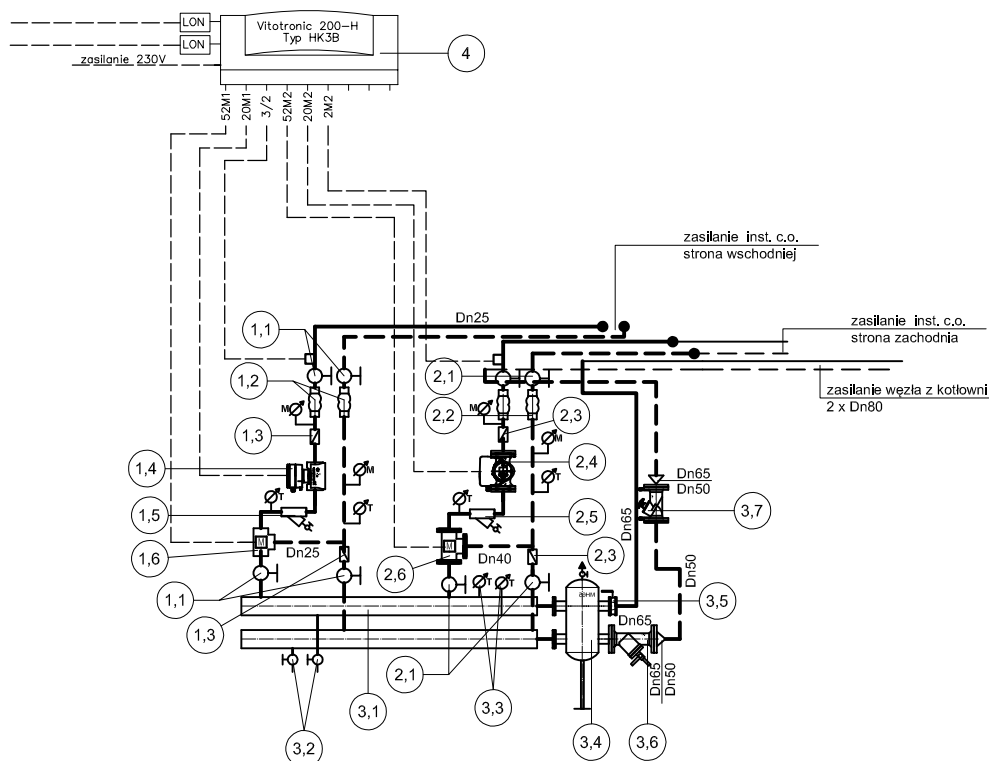 LON
LON
zasilanie 230V
Vitotronic 200-H
Typ HK3B
4
52M1
20M1
3/2
52M2
20M2
2M2
zasilanie inst. c.o.
strona wschodniej
Dn25
zasilanie inst. c.o.
strona zachodnia
zasilanie węzła z kotłowni
2 x Dn80
1,1
1,2
M
1,3
1,4
M
T
T
1,5
M
1,6
Dn25
1,1
1,3
2,1
2,2
M
2,3
M
2,4
T
T
2,5
M
2,6
Dn40
2,3
T
T
2,1
Dn65
Dn50
3,7
Dn65
Dn50
3,5
Dn65
3,1
3,2
3,3
3,4
3,6
Dn65
Dn50